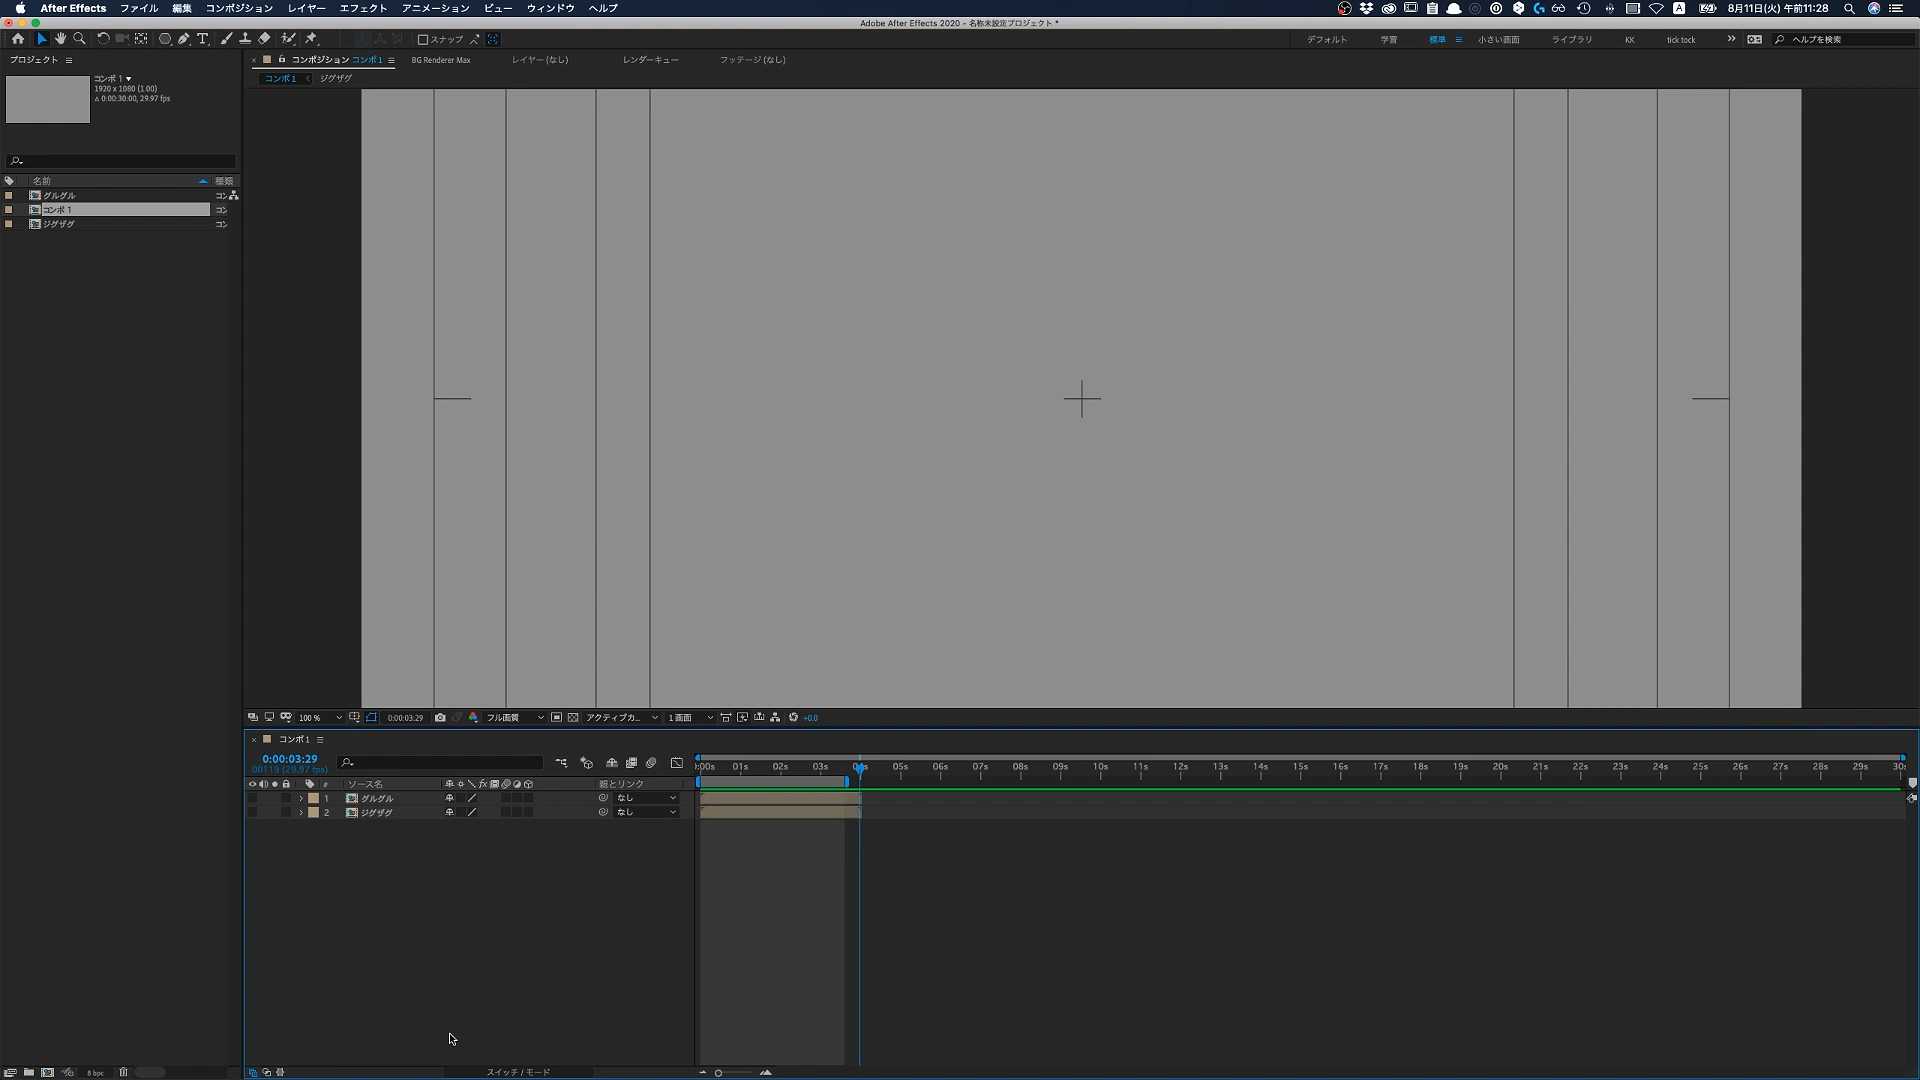 After Effects ファイル 編集 コンポジション レイヤー エフェクト アニメーション ビュー ウィンドウ ヘルプ
8月11日(火) 午前11:28
Adobe After Effects 2020 - 名称未設定プロジェクト *
スナップ
デフォルト 学習 標準 小さい画面 ライブラリ KK tick tock
ヘルプを検索
プロジェクト
コンポジション コンポ 1 BG Renderer Max レイヤー (なし) レンダーキュー フッテージ (なし)
コンポ 1 ジグザグ
コンポ 1
1920 x 1080 (1.00)
Δ 0:00:30:00, 29.97 fps
名前 種類
グルグル コン
コンポ 1 コン
ジグザグ コン
100 % 0:00:03:29 フル画質 アクティブカ... 1 画面 +0.0
コンポ 1
0:00:03:29
00119 (29.97 fps)
:00s 01s 02s 03s 04s 05s 06s 07s 08s 09s 10s 11s 12s 13s 14s 15s 16s 17s 18s 19s 20s 21s 22s 23s 24s 25s 26s 27s 28s 29s 30s
# ソース名 親とリンク
1 グルグル なし
2 ジグザグ なし
8 bpc
スイッチ / モード